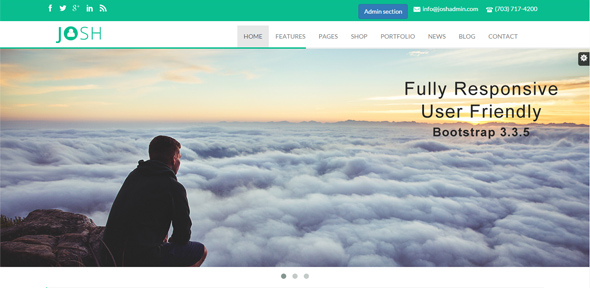 Admin section
info@joshadmin.com
(703) 717-4200
JOSH
HOME FEATURES PAGES SHOP PORTFOLIO NEWS BLOG CONTACT
Fully Responsive
User Friendly
Bootstrap 3.3.5